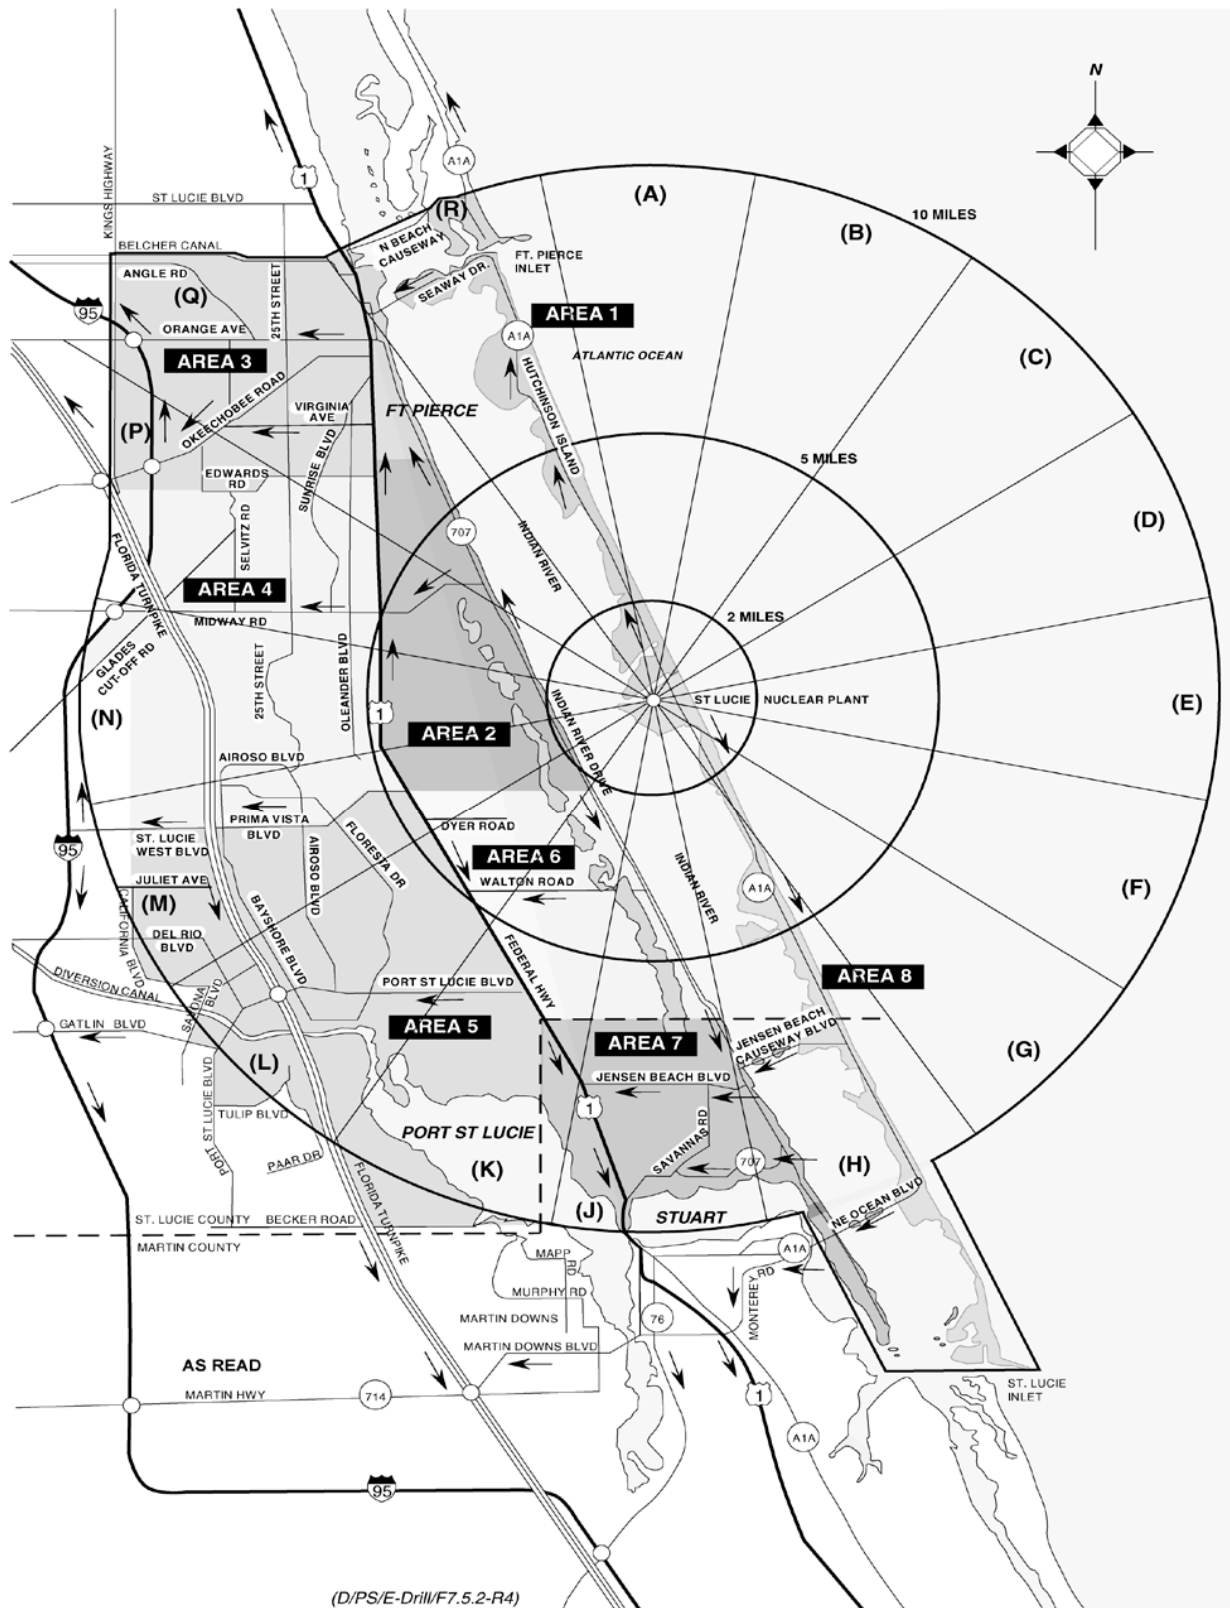 N
A1A
KINGS HIGHWAY
1
ST LUCIE BLVD
(A)
(R)
10 MILES
(B)
N BEACH
CAUSEWAY
BELCHER CANAL
FT. PIERCE
INLET
ANGLE RD
25TH STREET
SEAWAY DR.
(Q)
95
AREA 1
ORANGE AVE
A1A
AREA 3
ATLANTIC OCEAN
(C)
HUTCHINSON ISLAND
OKEECHOBEE ROAD
VIRGINIA
AVE
FT PIERCE
(P)
SUNRISE BLVD
5 MILES
EDWARDS
RD
SELVITZ RD
(D)
707
INDIAN RIVER
FLORIDA TURNPIKE
AREA 4
MIDWAY RD
2 MILES
GLADES
CUT-OFF RD
25TH STREET
OLEANDER BLVD
ST LUCIE NUCLEAR PLANT
(E)
(N)
1
INDIAN RIVER DRIVE
AREA 2
AIROSO BLVD
PRIMA VISTA
BLVD
DYER ROAD
ST. LUCIE
WEST BLVD
95
FLORESTA DR
AIROSO BLVD
AREA 6
INDIAN RIVER
JULIET AVE
WALTON ROAD
A1A
(F)
(M)
CALIFORNIA BLVD
BAYSHORE BLVD
DEL RIO
BLVD
FEDERAL HWY
DIVERSION CANAL
SAVONA
BLVD
PORT ST LUCIE BLVD
AREA 8
GATLIN BLVD
AREA 5
AREA 7
JENSEN BEACH
CAUSEWAY BLVD
(G)
(L)
PORT ST LUCIE BLVD
JENSEN BEACH BLVD
TULIP BLVD
1
PORT ST LUCIE
SAVANNAS RD
PAAR DR
(K)
707
(H)
FLORIDA TURNPIKE
NE OCEAN BLVD
(J)
STUART
ST. LUCIE COUNTY
BECKER ROAD
MARTIN COUNTY
MAPP
RD
A1A
MONTEREY RD
MURPHY RD
MARTIN DOWNS
76
MARTIN DOWNS BLVD
AS READ
ST. LUCIE
INLET
MARTIN HWY
714
1
A1A
95
(D/PS/E-Drill/F7.5.2-R4)